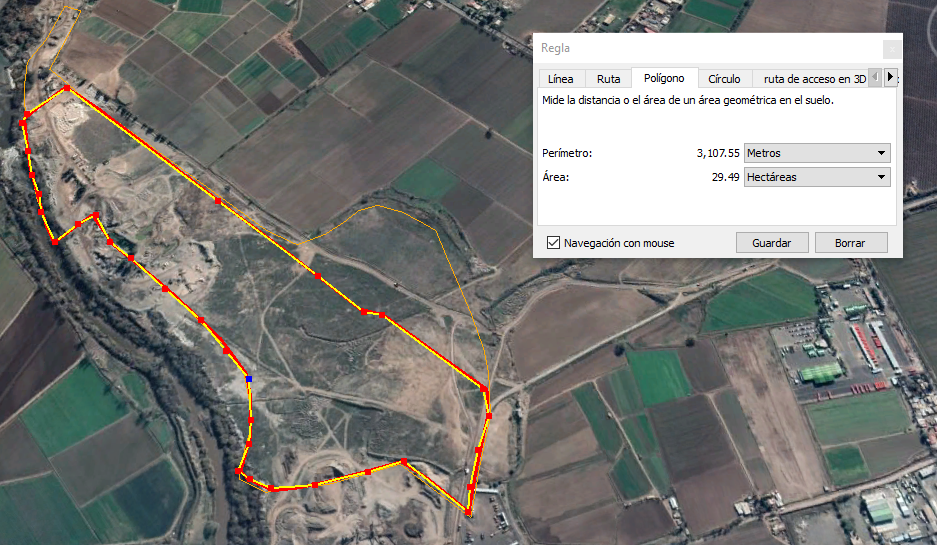 Regla
Línea Ruta Polígono Círculo ruta de acceso en 3D
Mide la distancia o el área de un área geométrica en el suelo.
Perímetro: 3,107.55 Metros
Área: 29.49 Hectáreas
Navegación con mouse Guardar Borrar